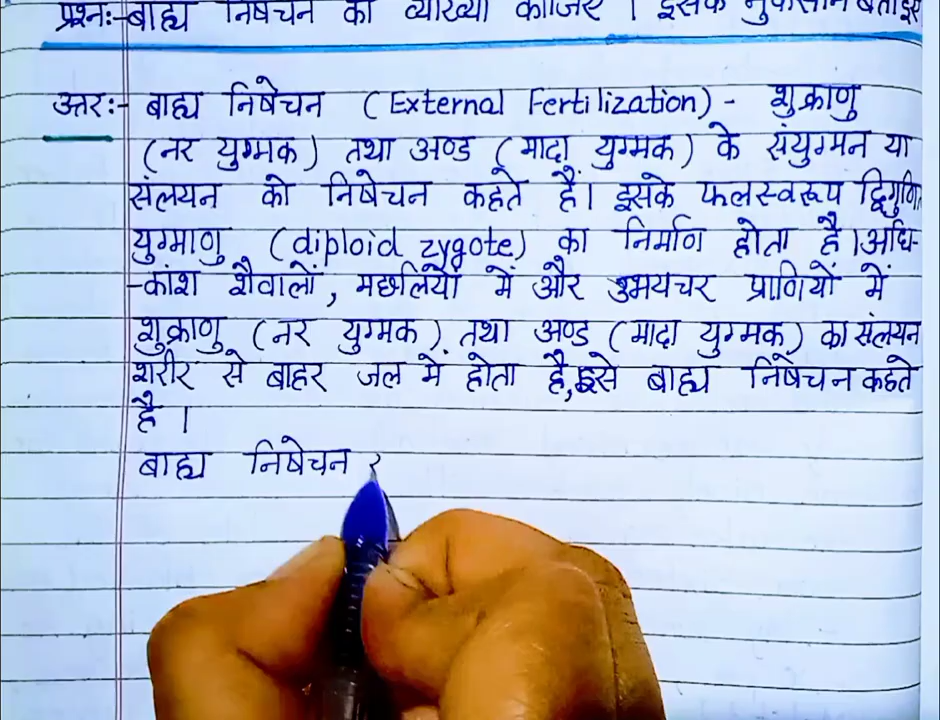 प्रश्न:- बाह्य निषेचन की व्याख्या कीजिए । इसके नुकसान बताइए
उत्तर:- बाह्य निषेचन (External Fertilization) - शुक्राणु
(नर युग्मक) तथा अण्ड (मादा युग्मक) के संयुग्मन या
संलयन को निषेचन कहते हैं। इसके फलस्वरूप द्विगुणित
युग्माणु (diploid zygote) का निर्माण होता है। अधि-
-कांश शैवालों, मछलियों में और उभयचर प्राणियों में
शुक्राणु (नर युग्मक) तथा अण्ड (मादा युग्मक) का संलयन
शरीर से बाहर जल में होता है, इसे बाह्य निषेचन कहते
है ।
बाह्य निषेचन